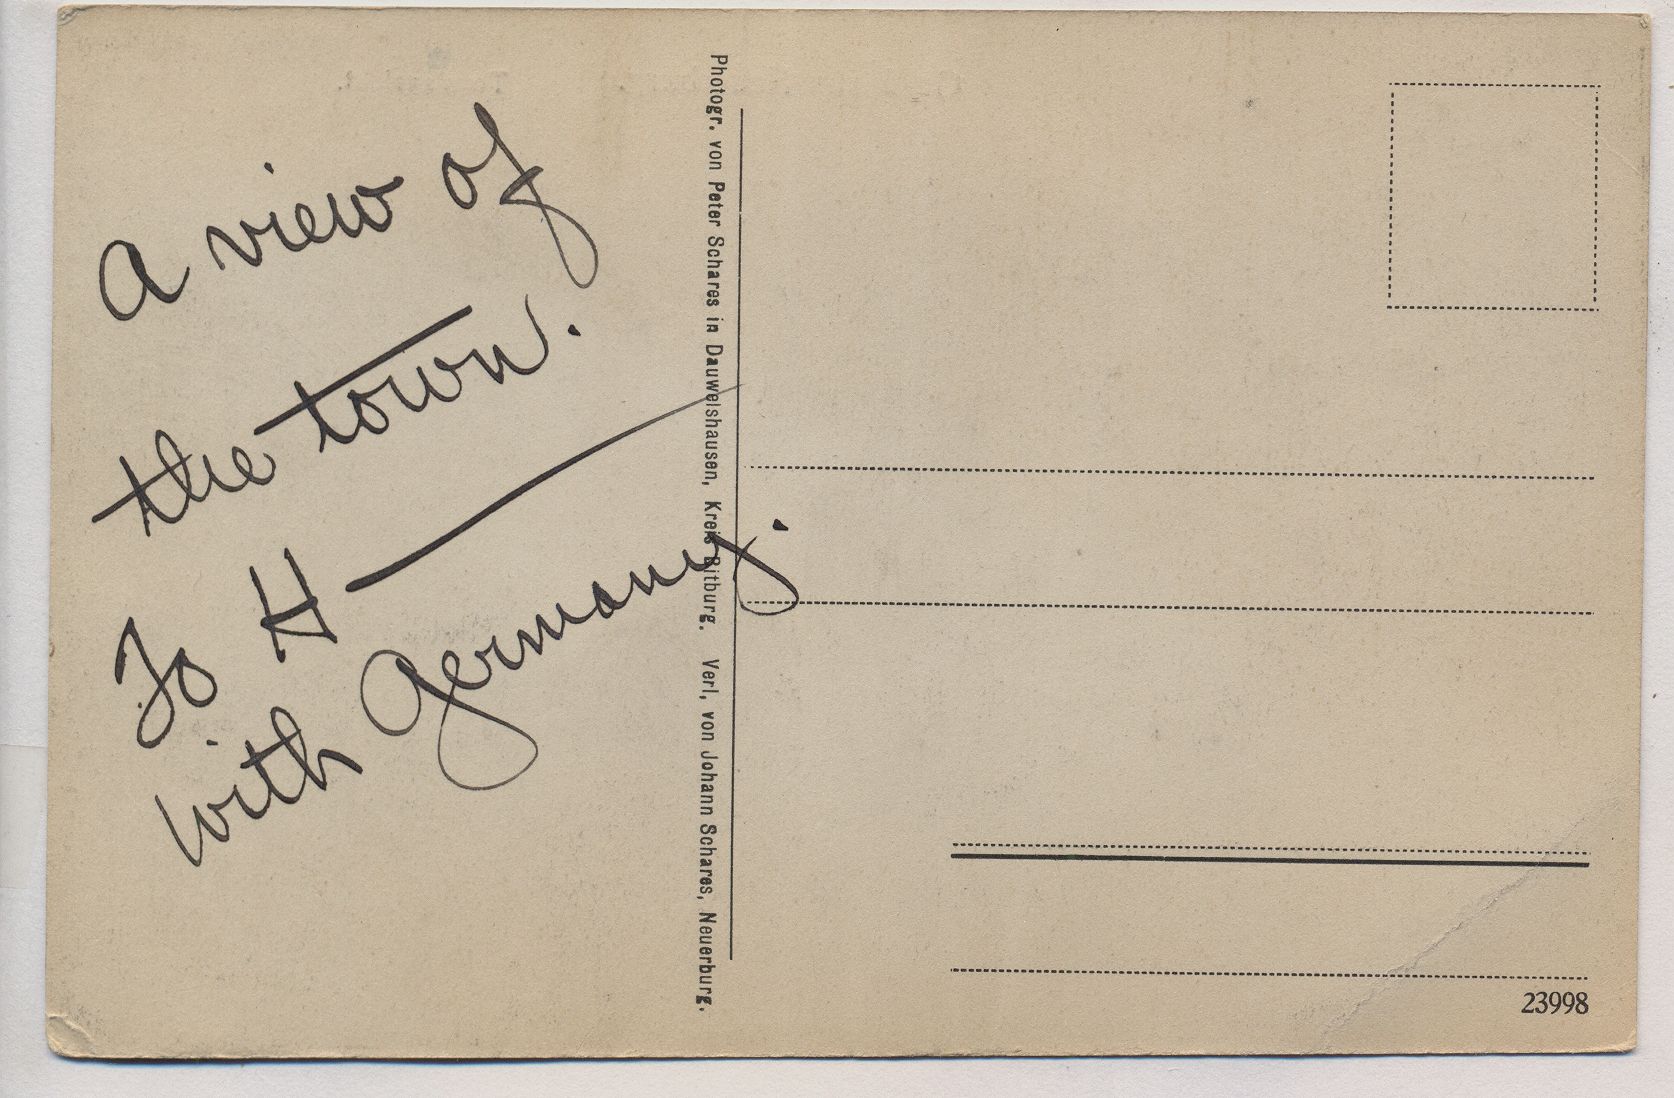 A view of
the town.
To H—
with Germany.
Photogr. von Peter Schares in Dauwelshausen, Kreis Bitburg. Verl, von Johann Schares, Neuerburg.
23998